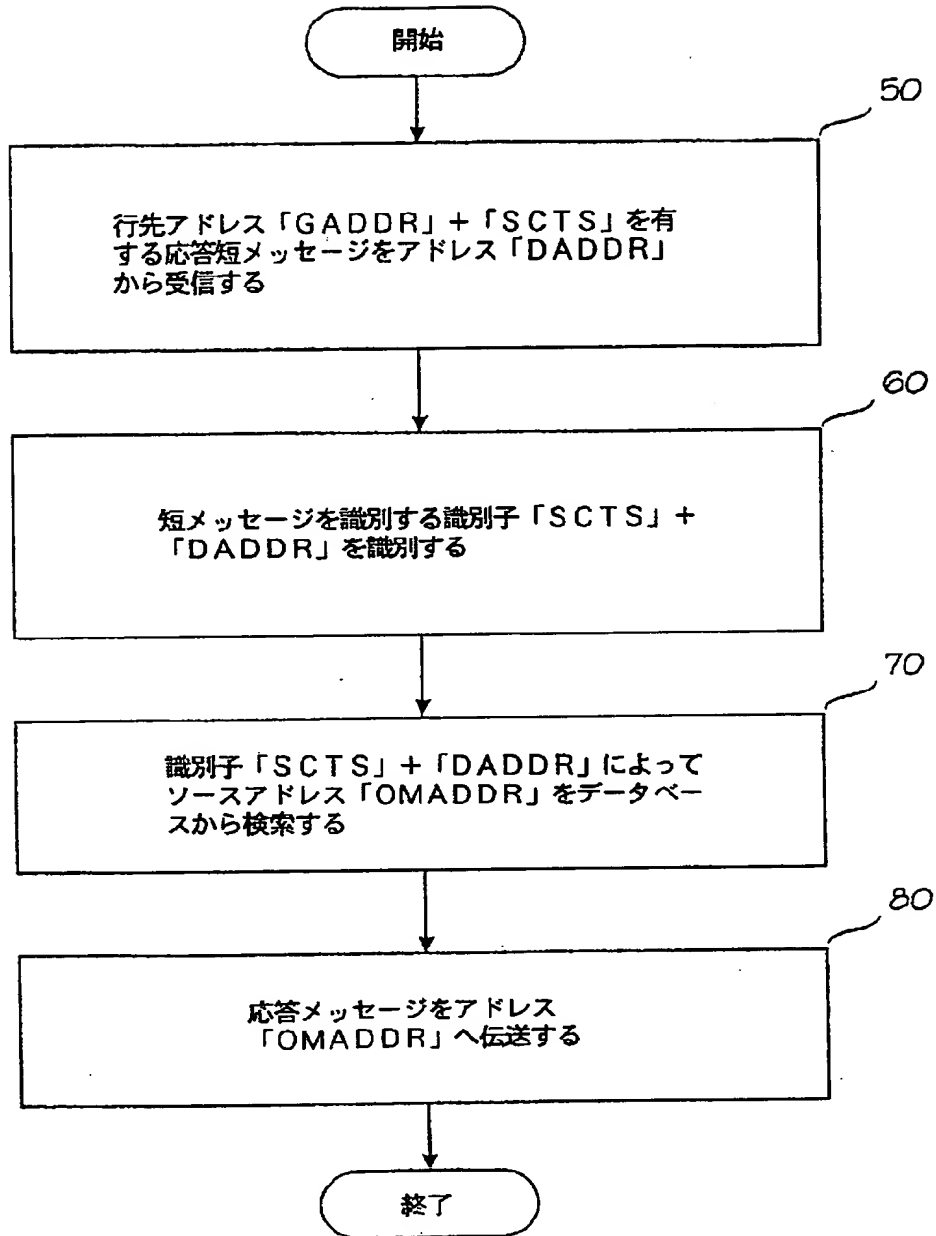 開始
50
行先アドレス「GADDR」+「SCTS」を有
する応答短メッセージをアドレス「DADDR」
から受信する
60
短メッセージを識別する識別子「SCTS」+
「DADDR」を識別する
70
識別子「SCTS」+「DADDR」によって
ソースアドレス「OMADDR」をデータベー
スから検索する
80
応答メッセージをアドレス
「OMADDR」へ伝送する
終了